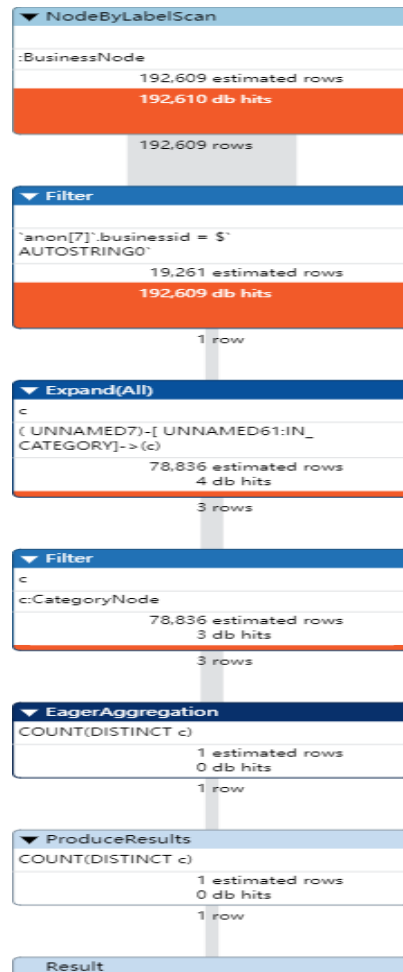 NodeByLabelScan
:BusinessNode
192,609 estimated rows
192,610 db hits
192,609 rows
Filter
`anon[7]`.businessid = $`
AUTOSTRING0`
19,261 estimated rows
192,609 db hits
1 row
Expand(All)
c
( UNNAMED7)-[ UNNAMED61:IN_
CATEGORY]->(c)
78,836 estimated rows
4 db hits
3 rows
Filter
c
c:CategoryNode
78,836 estimated rows
3 db hits
3 rows
EagerAggregation
COUNT(DISTINCT c)
1 estimated rows
0 db hits
1 row
ProduceResults
COUNT(DISTINCT c)
1 estimated rows
0 db hits
1 row
Result